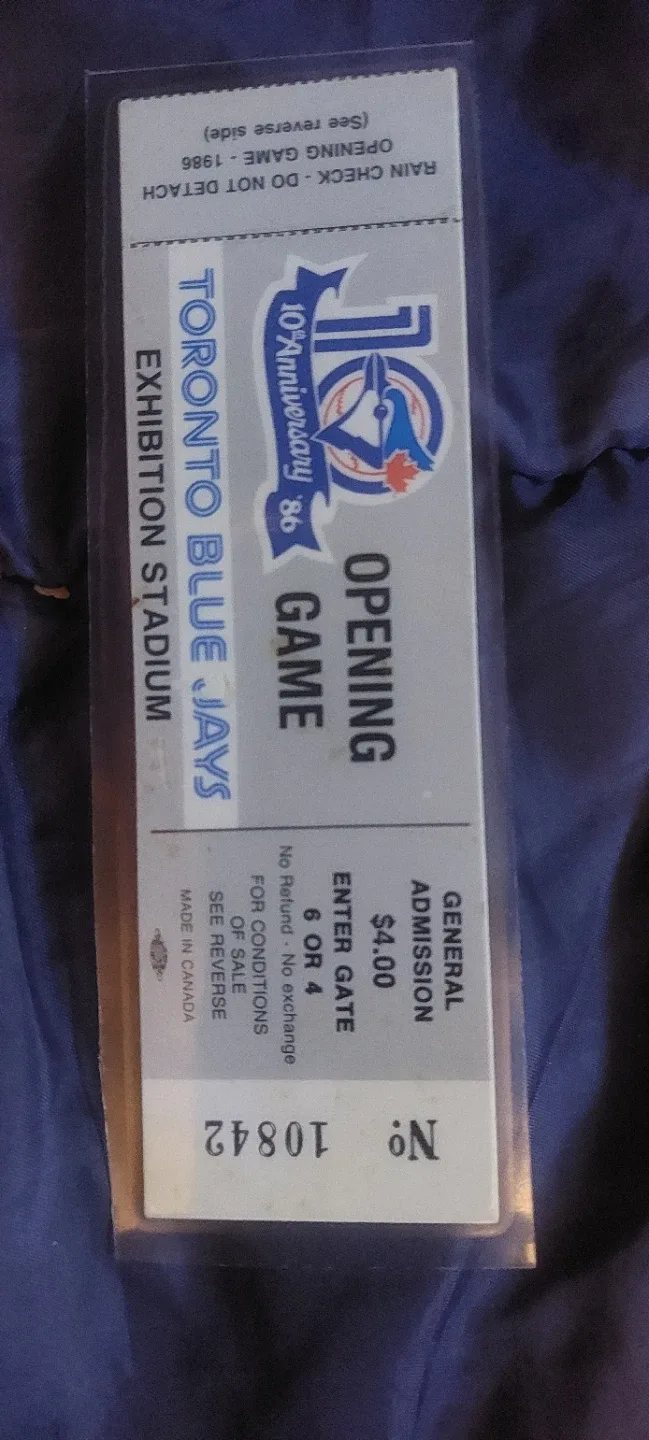 RAIN CHECK - DO NOT DETACH
OPENING GAME - 1986
(See reverse side)
10
10th Anniversary '86
OPENING
GAME
TORONTO BLUE JAYS
EXHIBITION STADIUM
GENERAL
ADMISSION
$4.00
ENTER GATE
6 OR 4
No Refund - No exchange
FOR CONDITIONS
OF SALE
SEE REVERSE
MADE IN CANADA
No. 10842